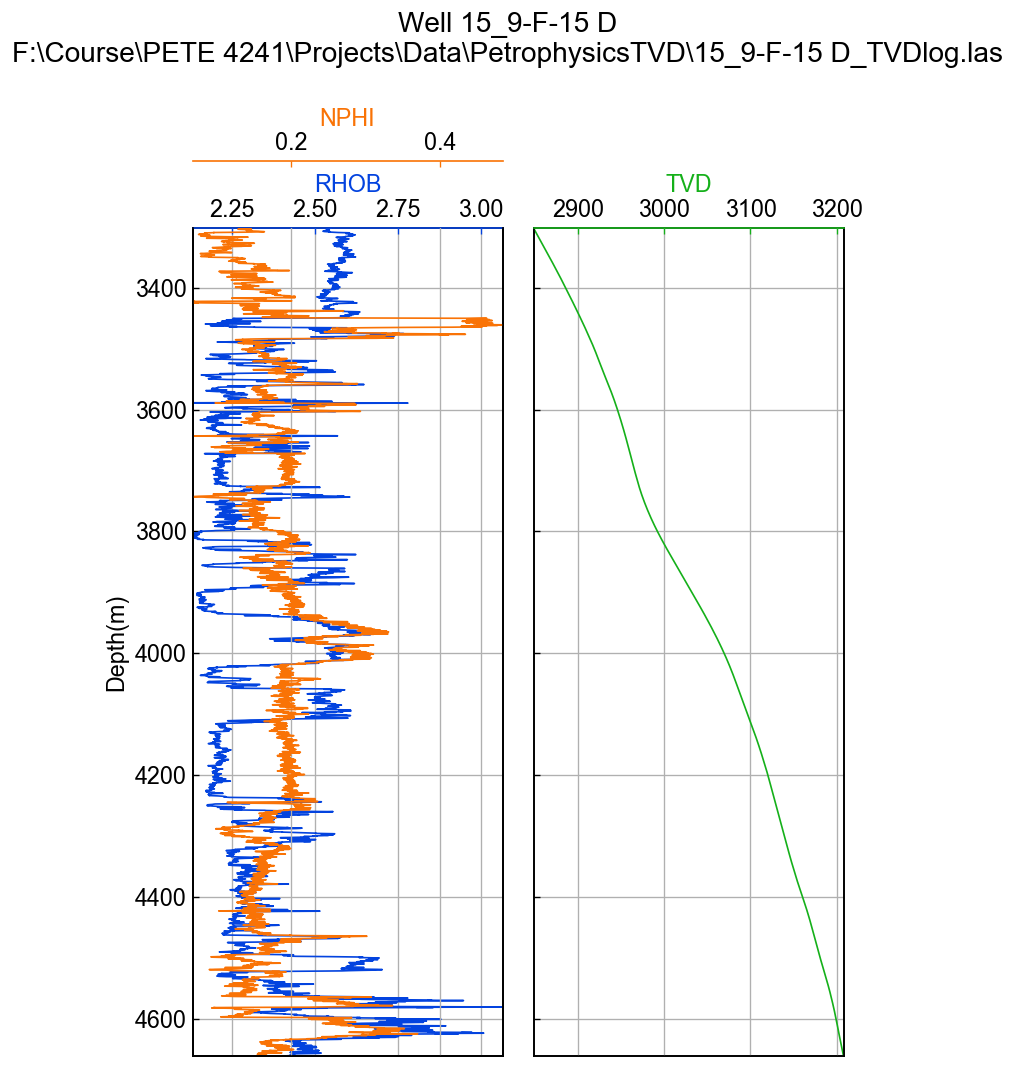 Well 15_9-F-15 D
F:\Course\PETE 4241\Projects\Data\PetrophysicsTVD\15_9-F-15 D_TVDlog.las
NPHI
0.2 0.4
RHOB TVD
2.25 2.50 2.75 3.00 2900 3000 3100 3200
3400
3600
3800
Depth(m)
4000
4200
4400
4600